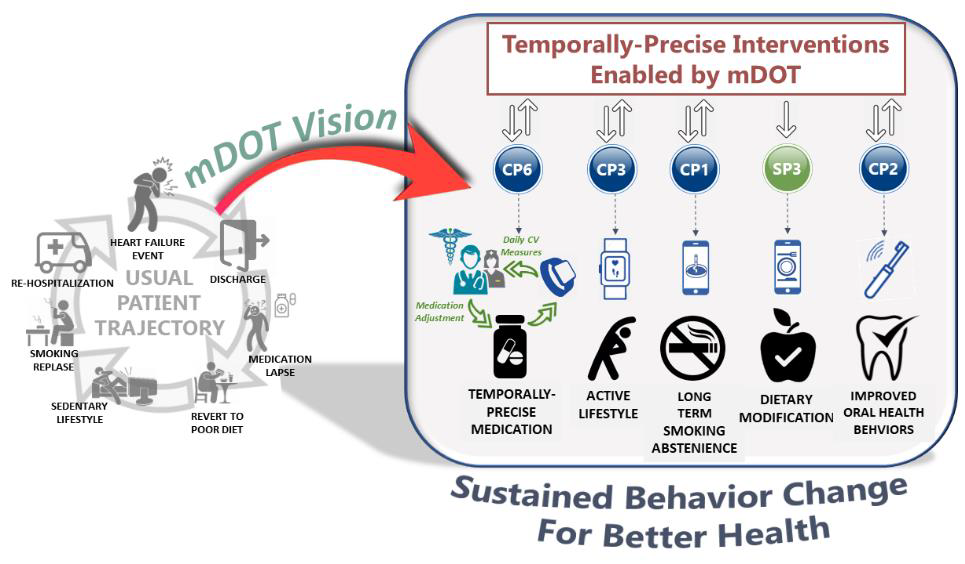 Temporally-Precise Interventions
Enabled by mDOT
mDOT Vision
CP6
CP3
CP1
SP3
CP2
HEART FAILURE
EVENT
DISCHARGE
RE-HOSPITALIZATION
USUAL
PATIENT
TRAJECTORY
SMOKING
REPLASE
MEDICATION
LAPSE
SEDENTARY
LIFESTYLE
REVERT TO
POOR DIET
Daily CV
Measures
Medication
Adjustment
TEMPORALLY-
PRECISE
MEDICATION
ACTIVE
LIFESTYLE
LONG
TERM
SMOKING
ABSTENIENCE
DIETARY
MODIFICATION
IMPROVED
ORAL HEALTH
BEHVIORS
Sustained Behavior Change
For Better Health